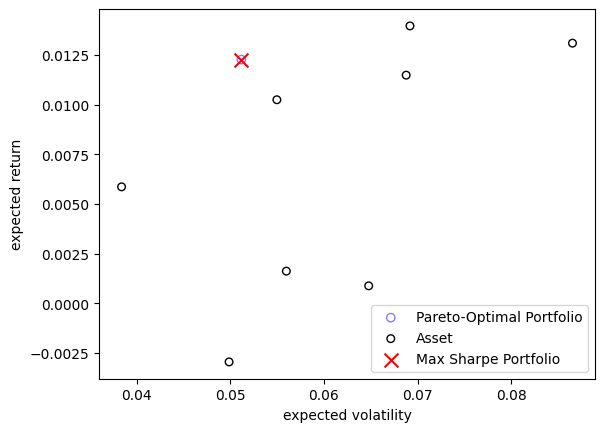 0.0125
0.0100
0.0075
0.0050
0.0025
0.0000
−0.0025
expected return
0.04
0.05
0.06
0.07
0.08
expected volatility
Pareto-Optimal Portfolio
Asset
Max Sharpe Portfolio